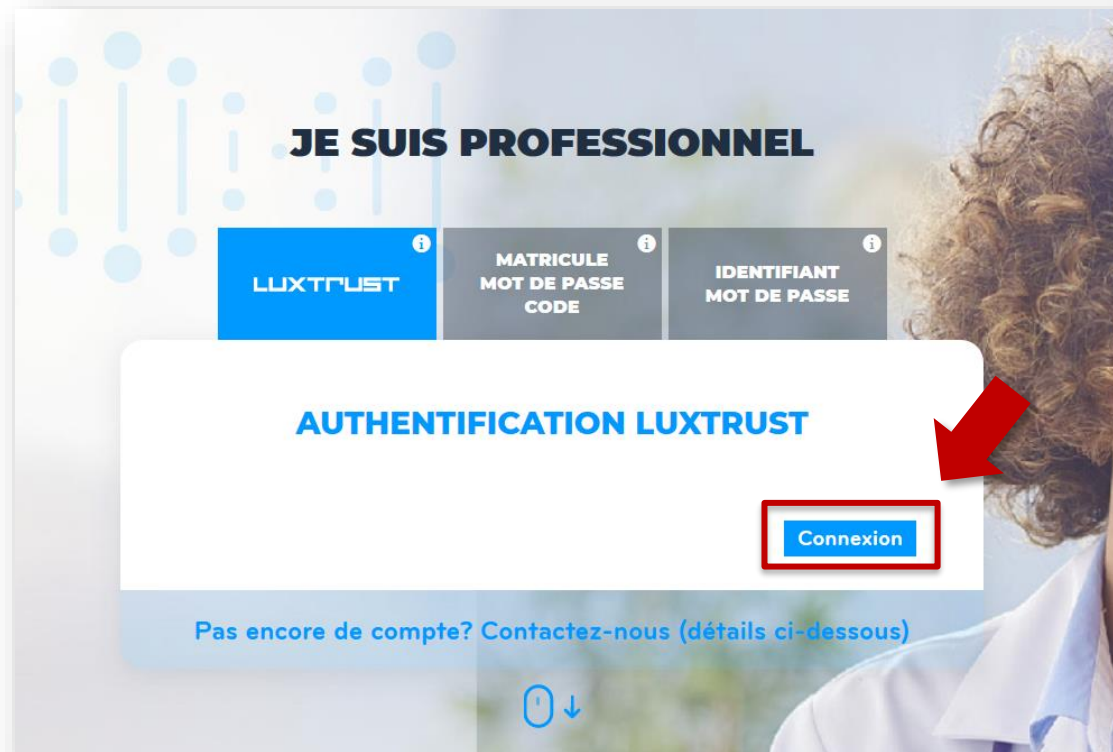 JE SUIS PROFESSIONNEL
LUXTRUST
MATRICULE
MOT DE PASSE
CODE
IDENTIFIANT
MOT DE PASSE
AUTHENTIFICATION LUXTRUST
Connexion
Pas encore de compte? Contactez-nous (détails ci-dessous)